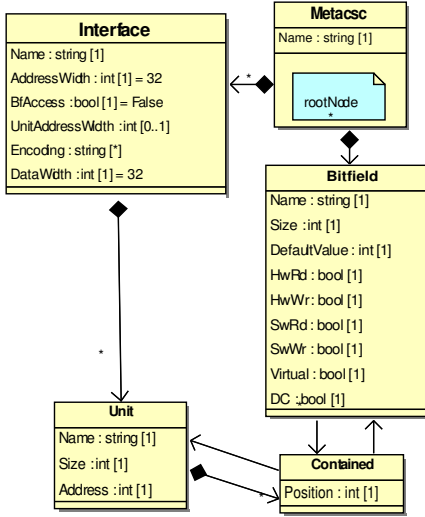 Interface
Name : string [1]
AddressWidth : int [1] = 32
BfAccess : bool [1] = False
UnitAddressWidth : int [0..1]
Encoding : string [*]
DataWidth : int [1] = 32
Metacsc
Name : string [1]
rootNode
*
*
Bitfield
Name : string [1]
Size : int [1]
DefaultValue : int [1]
HwRd : bool [1]
HwWr : bool [1]
SwRd : bool [1]
SwWr : bool [1]
Virtual : bool [1]
DC : bool [1]
*
Unit
Name : string [1]
Size : int [1]
Address : int [1]
*
Contained
Position : int [1]